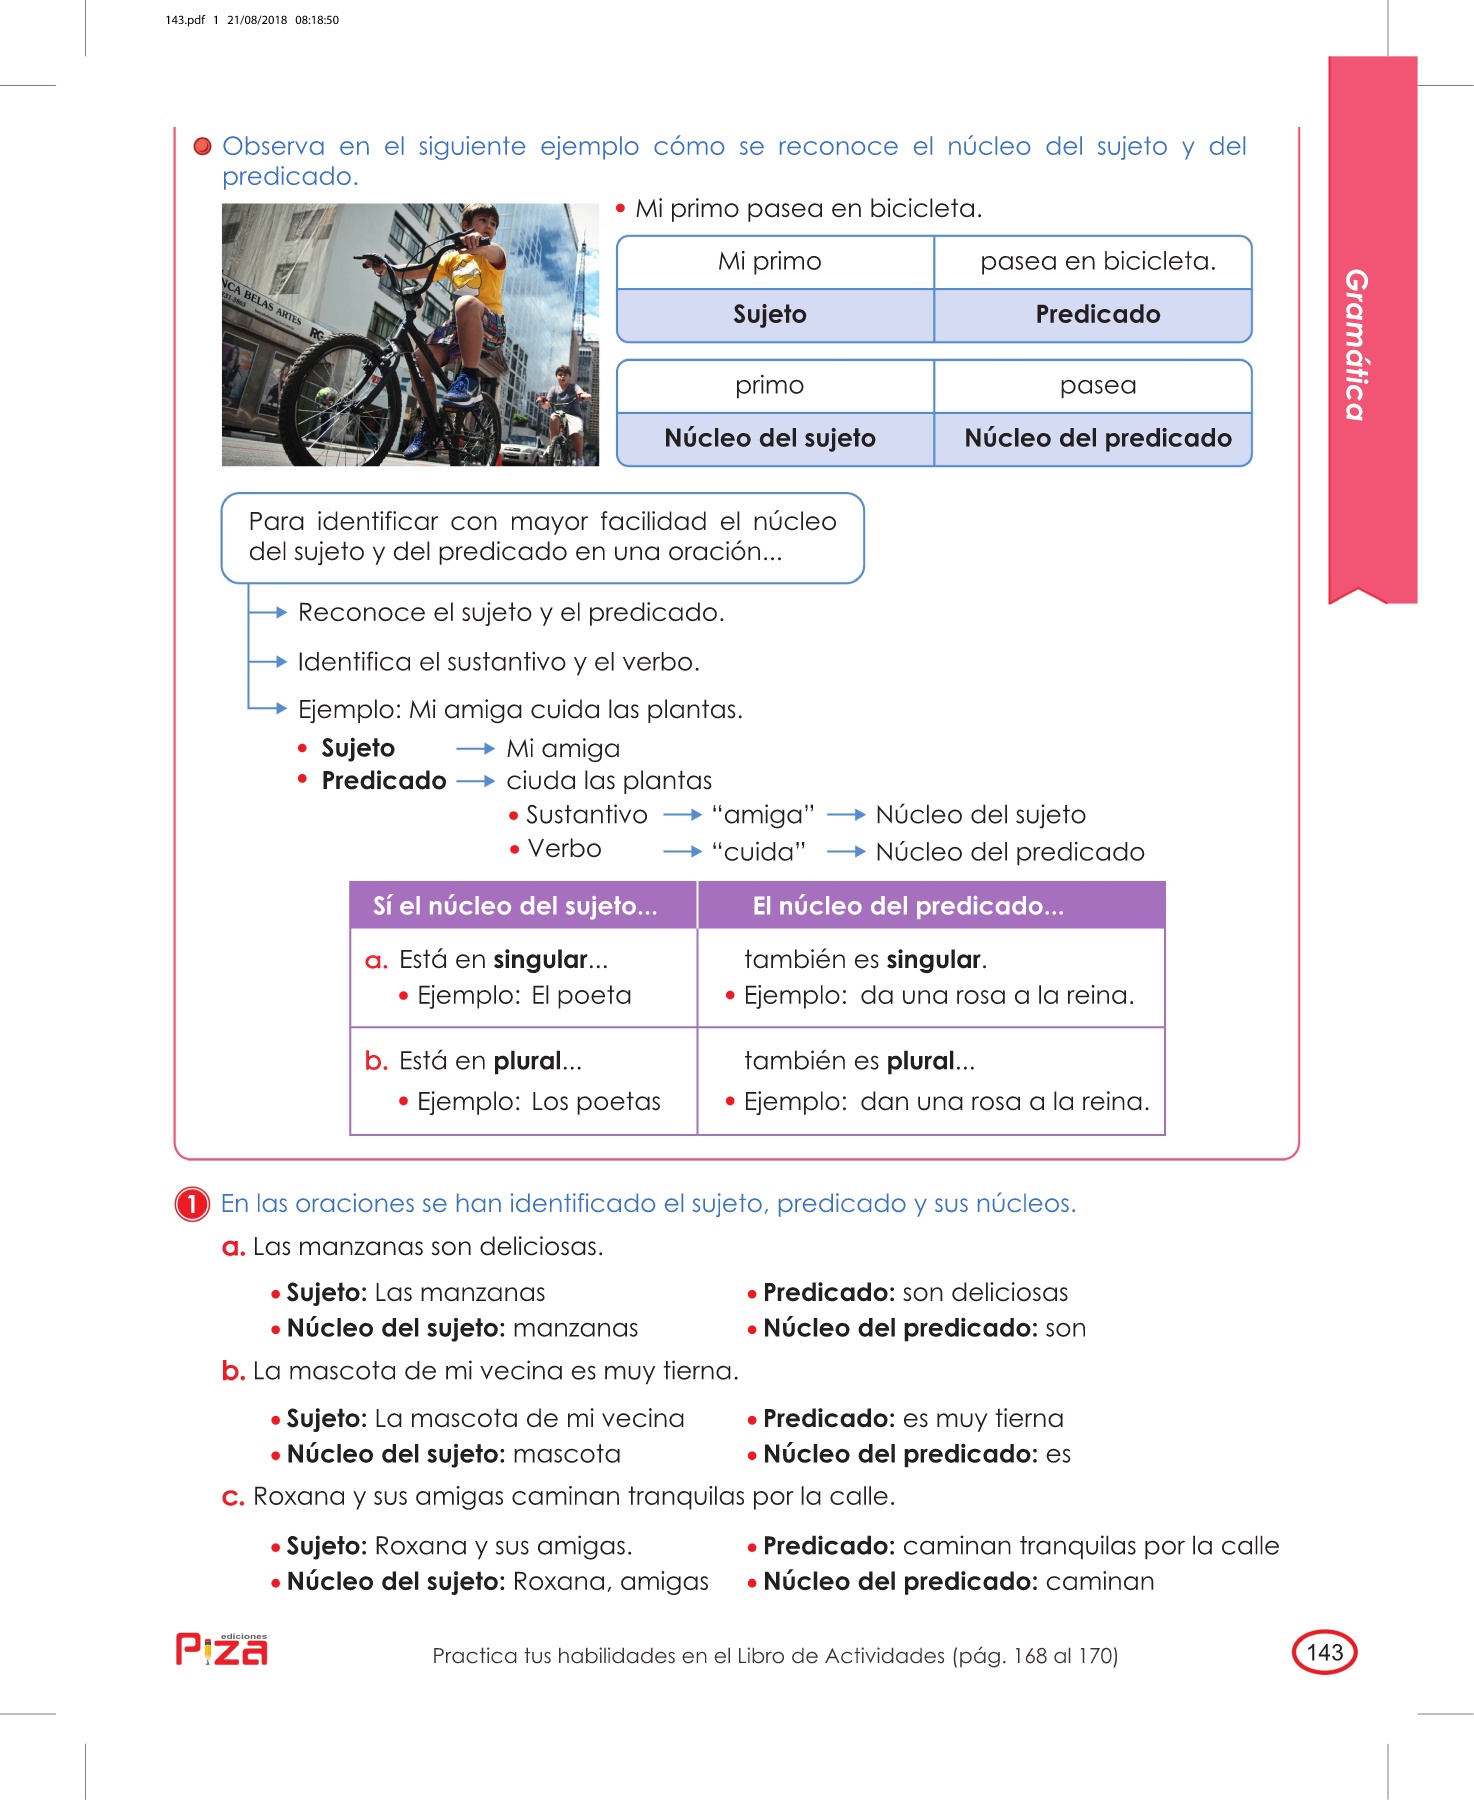 143.pdf 1 21/08/2018 08:18:50
Gramática
Observa en el siguiente ejemplo cómo se reconoce el núcleo del sujeto y del
predicado.
NCA BELAS ARTES
RG
• Mi primo pasea en bicicleta.
Mi primo pasea en bicicleta.
Sujeto Predicado
primo pasea
Núcleo del sujeto Núcleo del predicado
Para identificar con mayor facilidad el núcleo
del sujeto y del predicado en una oración...
Reconoce el sujeto y el predicado.
Identifica el sustantivo y el verbo.
Ejemplo: Mi amiga cuida las plantas.
• Sujeto → Mi amiga
• Predicado → ciuda las plantas
• Sustantivo → “amiga” → Núcleo del sujeto
• Verbo → “cuida” → Núcleo del predicado
Sí el núcleo del sujeto... El núcleo del predicado...
a. Está en singular... también es singular.
• Ejemplo: El poeta • Ejemplo: da una rosa a la reina.
b. Está en plural... también es plural...
• Ejemplo: Los poetas • Ejemplo: dan una rosa a la reina.
1 En las oraciones se han identificado el sujeto, predicado y sus núcleos.
a. Las manzanas son deliciosas.
• Sujeto: Las manzanas • Predicado: son deliciosas
• Núcleo del sujeto: manzanas • Núcleo del predicado: son
b. La mascota de mi vecina es muy tierna.
• Sujeto: La mascota de mi vecina • Predicado: es muy tierna
• Núcleo del sujeto: mascota • Núcleo del predicado: es
c. Roxana y sus amigas caminan tranquilas por la calle.
• Sujeto: Roxana y sus amigas. • Predicado: caminan tranquilas por la calle
• Núcleo del sujeto: Roxana, amigas • Núcleo del predicado: caminan
ediciones
Piza
Practica tus habilidades en el Libro de Actividades (pág. 168 al 170)
143